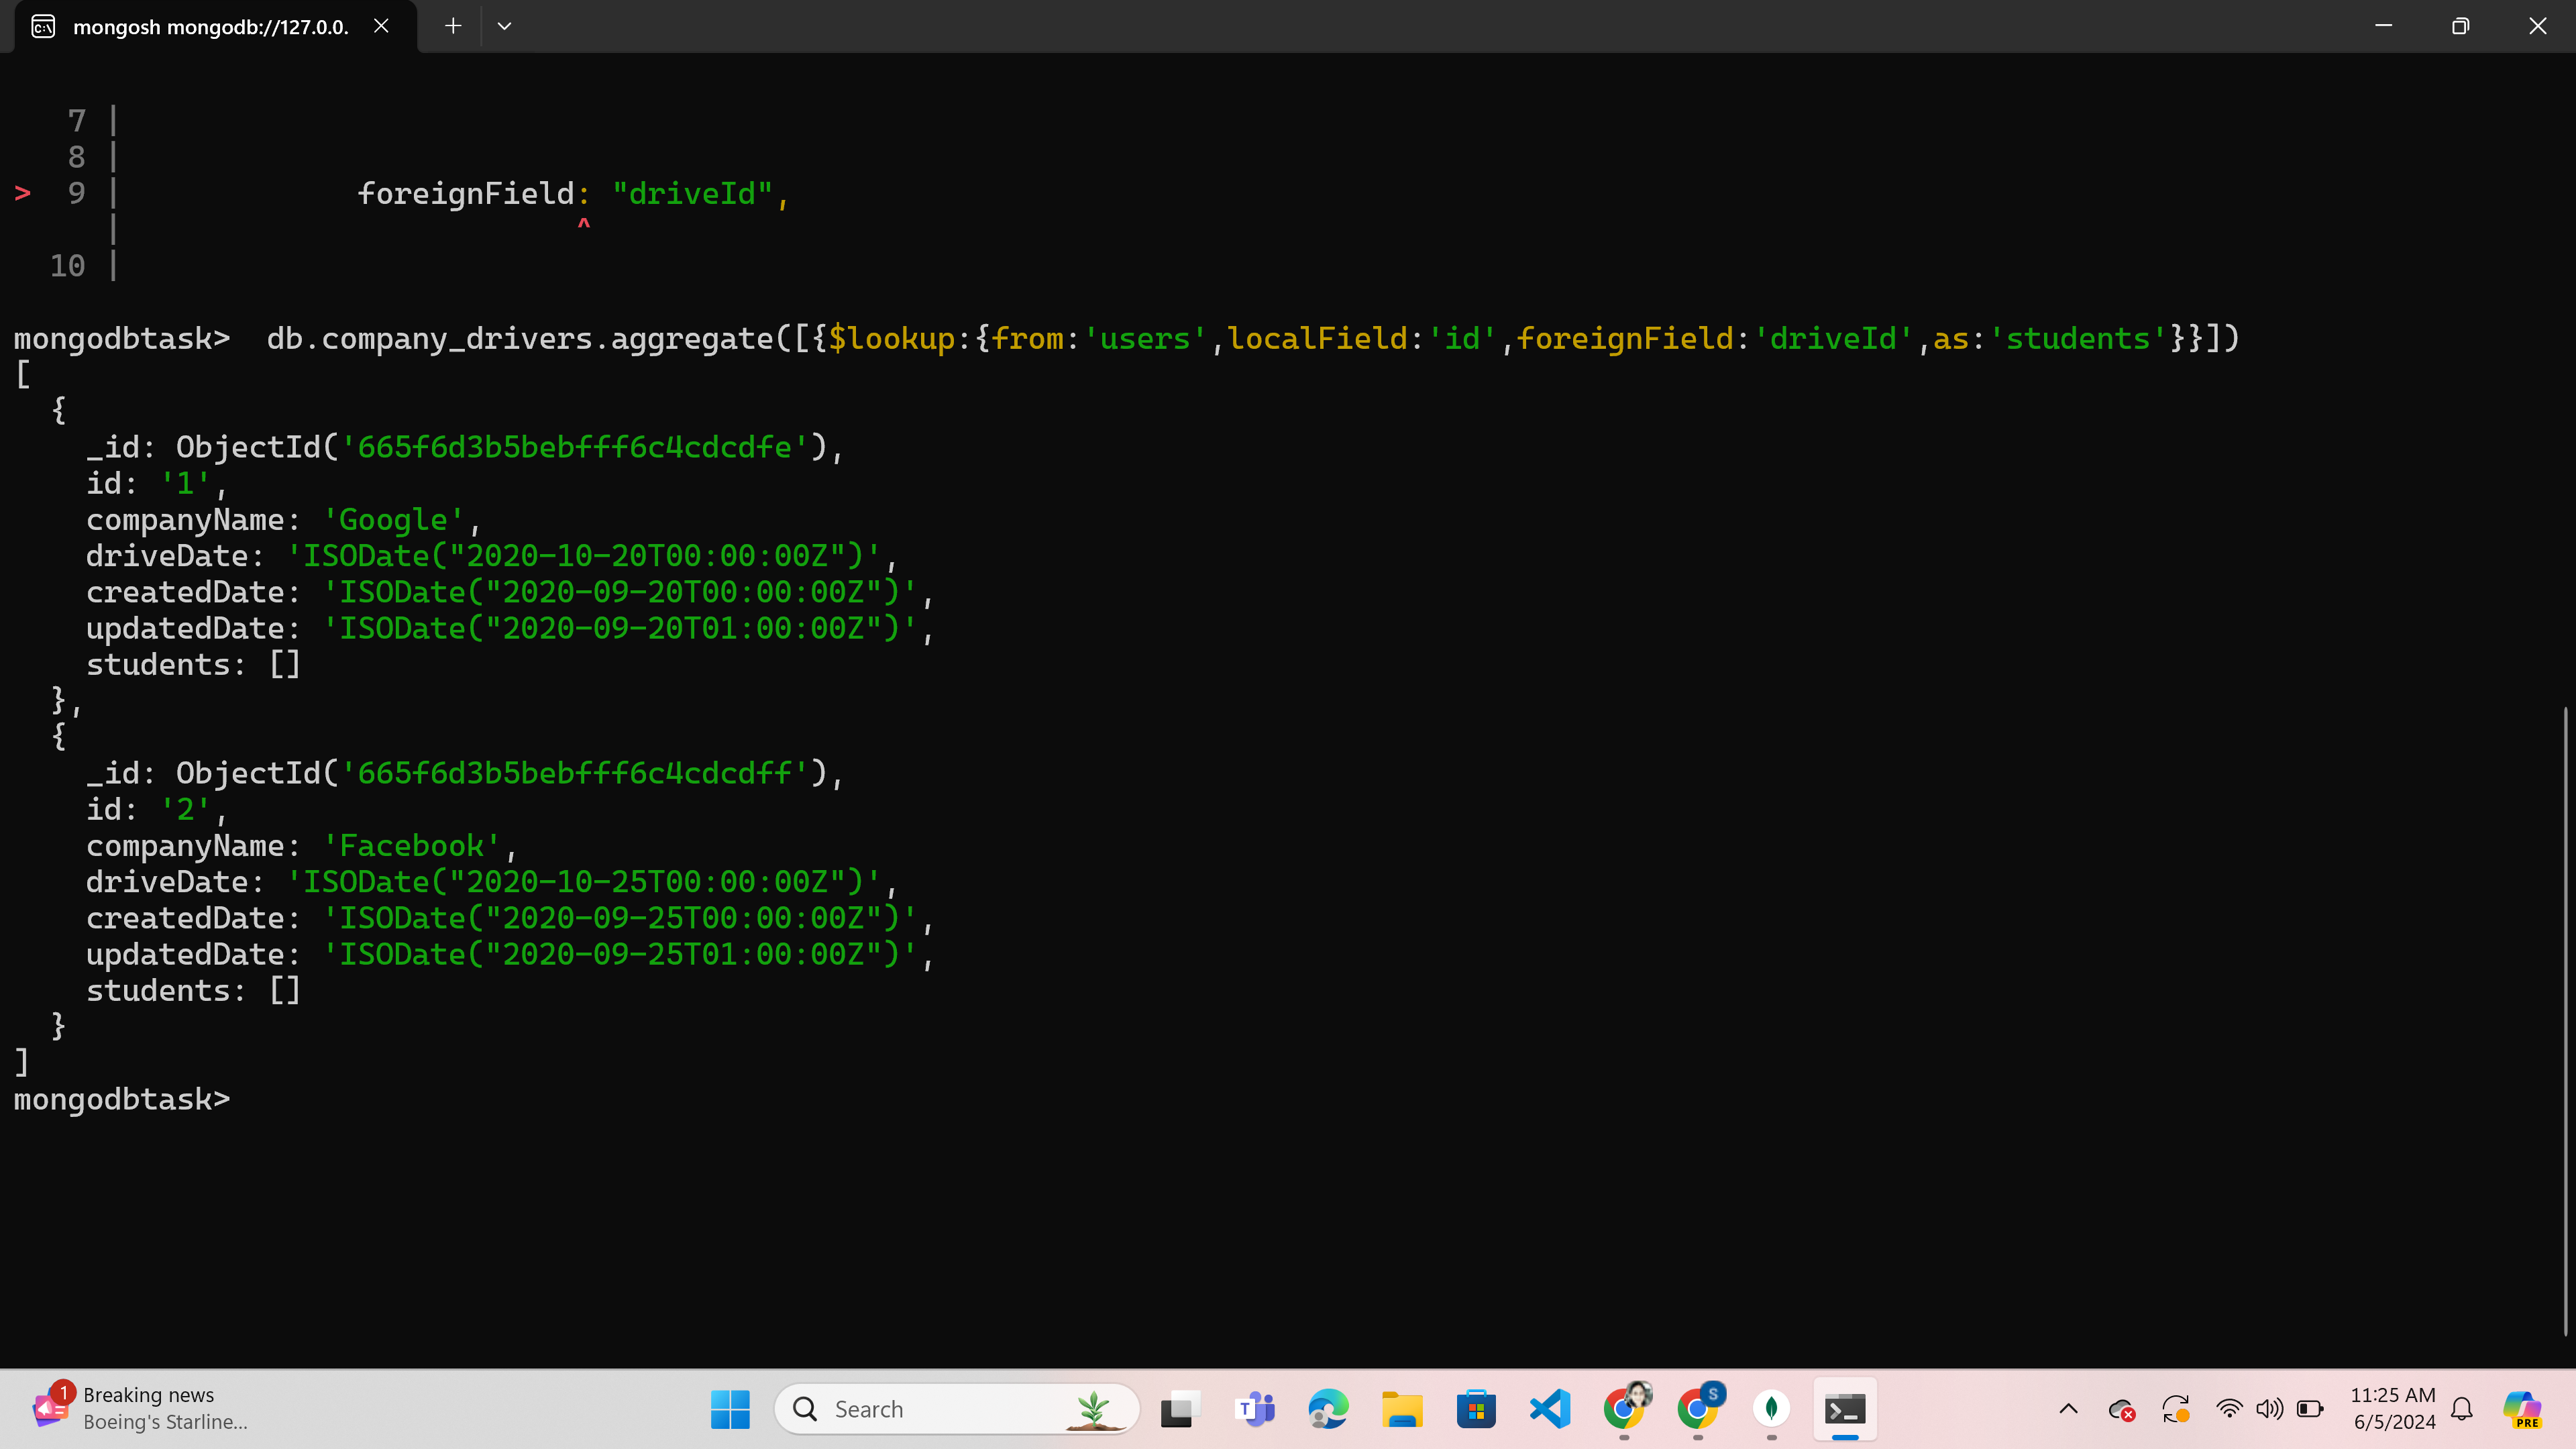 mongosh mongodb://127.0.0.
7 |
8 |
> 9 | foreignField: "driveId",
| ^
10 |
mongodbtask> db.company_drivers.aggregate([{$lookup:{from:'users',localField:'id',foreignField:'driveId',as:'students'}}])
[
{
_id: ObjectId('665f6d3b5bebfff6c4cdcdfe'),
id: '1',
companyName: 'Google',
driveDate: 'ISODate("2020-10-20T00:00:00Z")',
createdDate: 'ISODate("2020-09-20T00:00:00Z")',
updatedDate: 'ISODate("2020-09-20T01:00:00Z")',
students: []
},
{
_id: ObjectId('665f6d3b5bebfff6c4cdcdff'),
id: '2',
companyName: 'Facebook',
driveDate: 'ISODate("2020-10-25T00:00:00Z")',
createdDate: 'ISODate("2020-09-25T00:00:00Z")',
updatedDate: 'ISODate("2020-09-25T01:00:00Z")',
students: []
}
]
mongodbtask>
1
Breaking news
Boeing's Starline...
Search
T
S
11:25 AM
6/5/2024
PRE